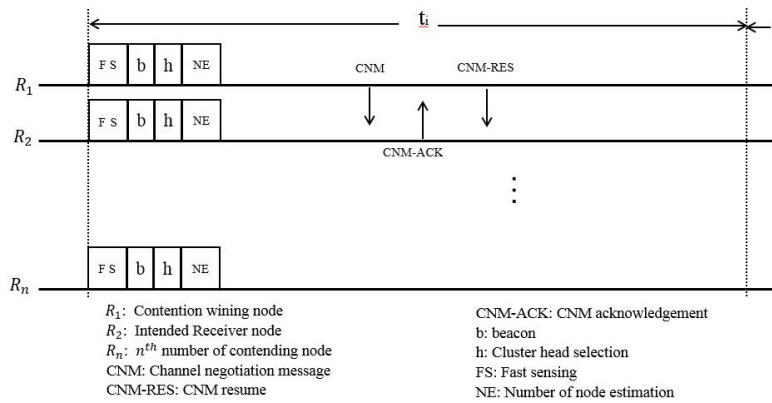 tᵢ
F S b h NE CNM CNM-RES
R₁
F S b h NE
R₂
CNM-ACK
⋮
F S b h NE
Rₙ
R₁: Contention wining node
R₂: Intended Receiver node
Rₙ: nᵗʰ number of contending node
CNM: Channel negotiation message
CNM-RES: CNM resume
CNM-ACK: CNM acknowledgement
b: beacon
h: Cluster head selection
FS: Fast sensing
NE: Number of node estimation